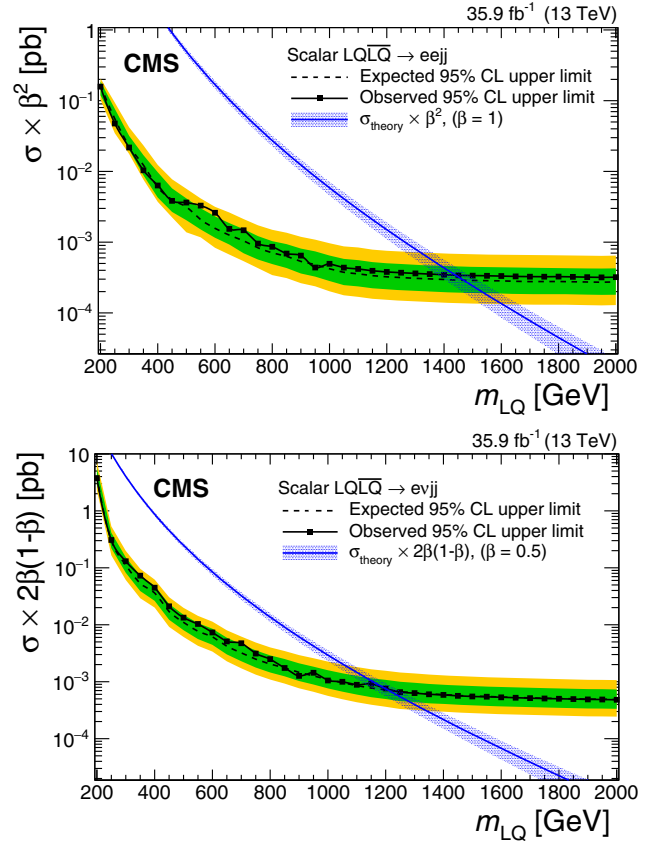 35.9 fb⁻¹ (13 TeV)
CMS
Scalar LQL̅Q̅ → eejj
Expected 95% CL upper limit
Observed 95% CL upper limit
σtheory × β², (β = 1)
σ × β² [pb]
1
10⁻¹
10⁻²
10⁻³
10⁻⁴
200 400 600 800 1000 1200 1400 1600 1800 2000
mLQ [GeV]
35.9 fb⁻¹ (13 TeV)
CMS
Scalar LQL̅Q̅ → eνjj
Expected 95% CL upper limit
Observed 95% CL upper limit
σtheory × 2β(1-β), (β = 0.5)
σ × 2β(1-β) [pb]
10
1
10⁻¹
10⁻²
10⁻³
10⁻⁴
200 400 600 800 1000 1200 1400 1600 1800 2000
mLQ [GeV]